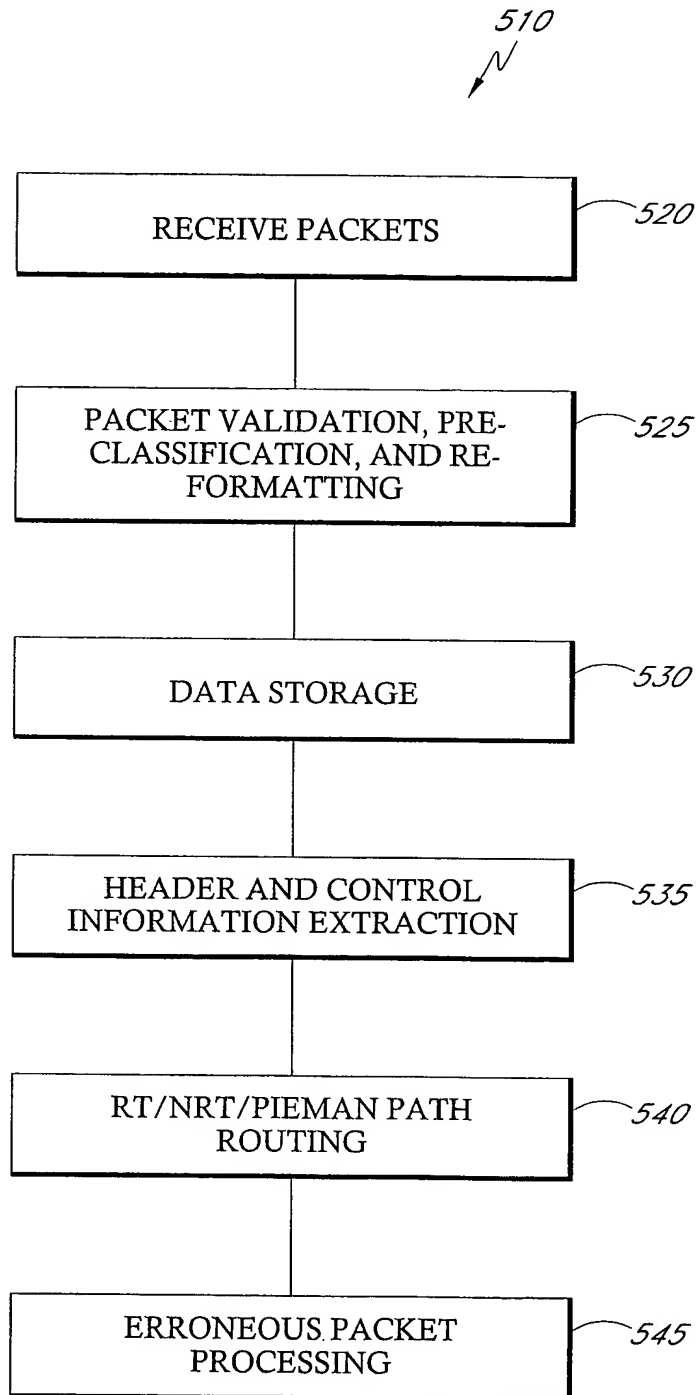 510
RECEIVE PACKETS
520
PACKET VALIDATION, PRE-
CLASSIFICATION, AND RE-
FORMATTING
525
DATA STORAGE
530
HEADER AND CONTROL
INFORMATION EXTRACTION
535
RT/NRT/PIEMAN PATH
ROUTING
540
ERRONEOUS PACKET
PROCESSING
545